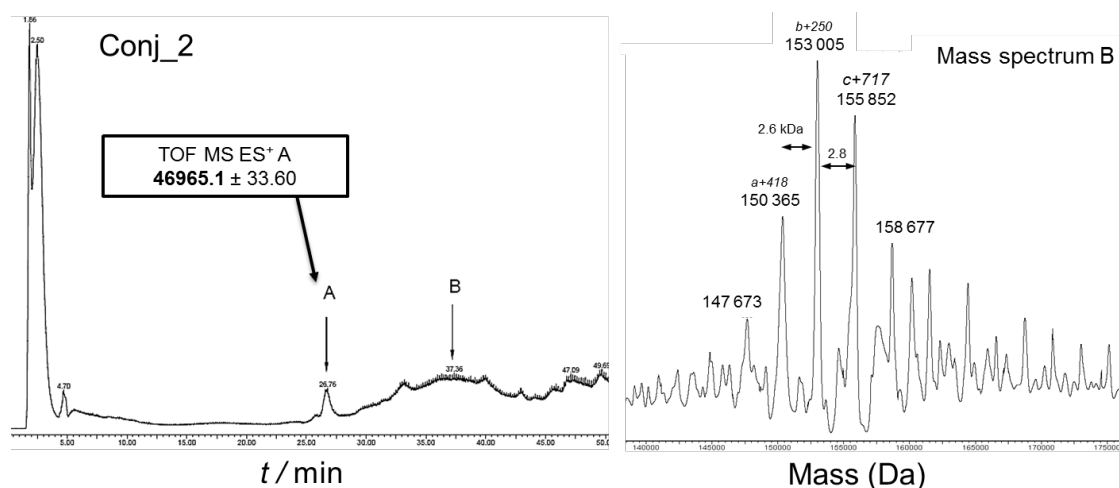 1.66
2.50
Conj_2
TOF MS ES⁺ A
46965.1 ± 33.60
A
B
4.70
26.76
37.36
47.09
49.69
5.00 10.00 15.00 20.00 25.00 30.00 35.00 40.00 45.00 50.0
t / min
Mass spectrum B
b+250
153 005
c+717
155 852
2.6 kDa
2.8
a+418
150 365
158 677
147 673
140000 145000 150000 155000 160000 165000 170000 175000
Mass (Da)